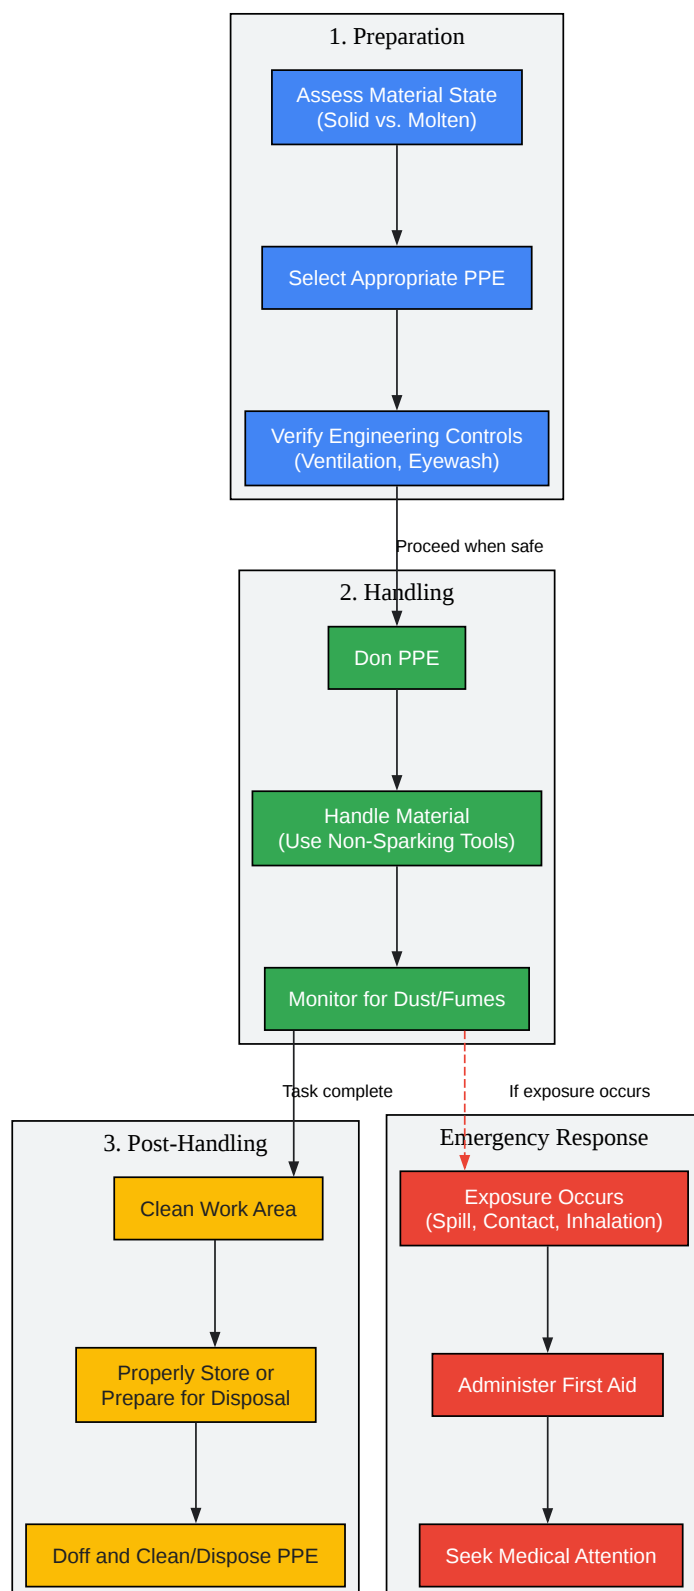 1. Preparation
Assess Material State
(Solid vs. Molten)
Select Appropriate PPE
Verify Engineering Controls
(Ventilation, Eyewash)
Proceed when safe
2. Handling
Don PPE
Handle Material
(Use Non-Sparking Tools)
Monitor for Dust/Fumes
Task complete
If exposure occurs
3. Post-Handling
Clean Work Area
Properly Store or
Prepare for Disposal
Doff and Clean/Dispose PPE
Emergency Response
Exposure Occurs
(Spill, Contact, Inhalation)
Administer First Aid
Seek Medical Attention